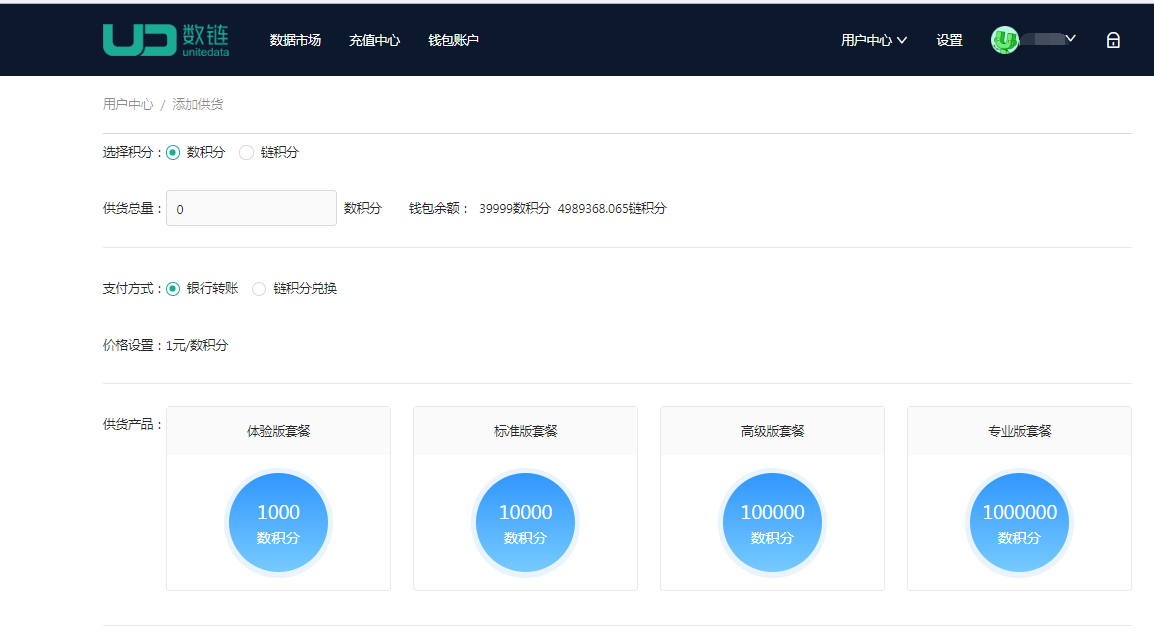 数链
unitedata
数据市场 充值中心 钱包账户 用户中心 设置
用户中心 / 添加供货
选择积分： 数积分 链积分
供货总量： 0 数积分 钱包余额： 39999数积分 4989368.065链积分
支付方式： 银行转账 链积分兑换
价格设置：1元/数积分
供货产品：
体验版套餐 标准版套餐 高级版套餐 专业版套餐
1000 10000 100000 1000000
数积分 数积分 数积分 数积分